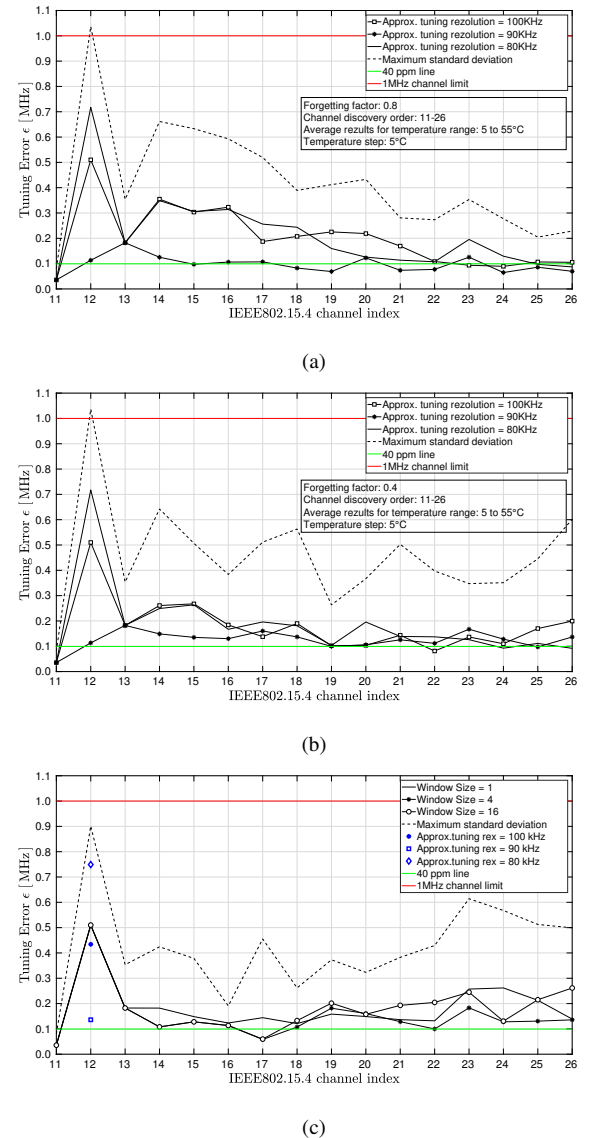 1.1
1.0
0.9
0.8
0.7
0.6
0.5
0.4
0.3
0.2
0.1
0.0
Tuning Error ϵ [ MHz]
Approx. tuning rezolution = 100KHz
Approx. tuning rezolution = 90KHz
Approx. tuning rezolution = 80KHz
Maximum standard deviation
40 ppm line
1MHz channel limit
Forgetting factor: 0.8
Channel discovery order: 11-26
Average rezults for temperature range: 5 to 55°C
Temperature step: 5°C
11 12 13 14 15 16 17 18 19 20 21 22 23 24 25 26
IEEE802.15.4 channel index
(a)
1.1
1.0
0.9
0.8
0.7
0.6
0.5
0.4
0.3
0.2
0.1
0.0
Tuning Error ϵ [ MHz]
Approx. tuning rezolution = 100KHz
Approx. tuning rezolution = 90KHz
Approx. tuning rezolution = 80KHz
Maximum standard deviation
40 ppm line
1MHz channel limit
Forgetting factor: 0.4
Channel discovery order: 11-26
Average results for temperature range: 5 to 55°C
Temperature step: 5°C
11 12 13 14 15 16 17 18 19 20 21 22 23 24 25 26
IEEE802.15.4 channel index
(b)
1.1
1.0
0.9
0.8
0.7
0.6
0.5
0.4
0.3
0.2
0.1
0.0
Tuning Error ϵ [ MHz]
Window Size = 1
Window Size = 4
Window Size = 16
Maximum standard deviation
Approx.tuning rex = 100 kHz
Approx.tuning rex = 90 kHz
Approx.tuning rex = 80 kHz
40 ppm line
1MHz channel limit
11 12 13 14 15 16 17 18 19 20 21 22 23 24 25 26
IEEE802.15.4 channel index
(c)